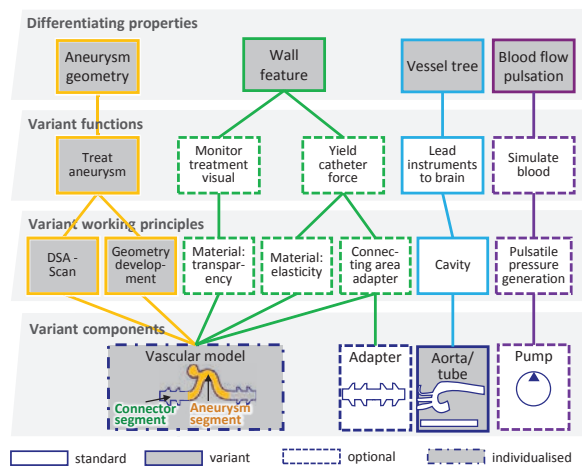 Differentiating properties
Aneurysm
geometry
Wall
feature
Vessel tree
Blood flow
pulsation
Variant functions
Treat
aneurysm
Monitor
treatment
visual
Yield
catheter
force
Lead
instruments
to brain
Simulate
blood
Variant working principles
DSA -
Scan
Geometry
develop-
ment
Material:
transpar-
ency
Material:
elasticity
Connec-
ting area
adapter
Cavity
Pulsatile
pressure
generation
Variant components
Vascular model
Connector
segment
Aneurysm
segment
Adapter
Aorta/
tube
Pump
standard
variant
optional
individualised